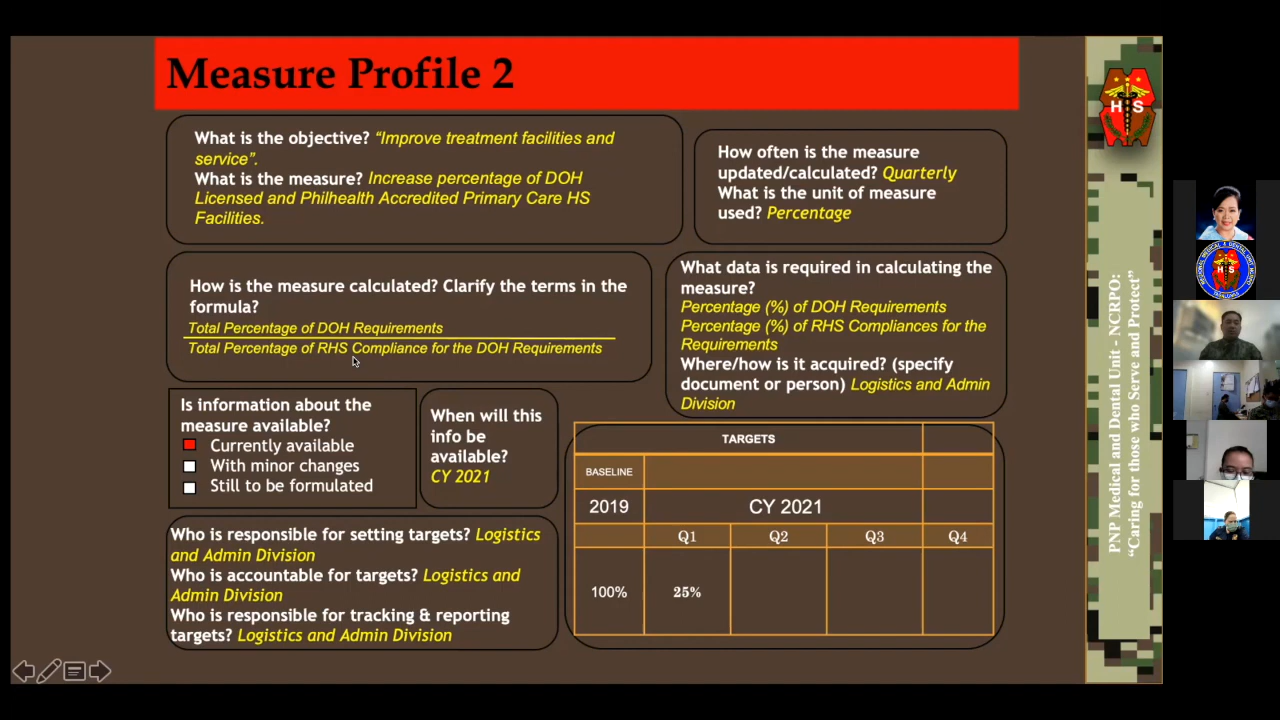 Measure Profile 2
What is the objective? “Improve treatment facilities and
service”.
What is the measure? Increase percentage of DOH
Licensed and Philhealth Accredited Primary Care HS
Facilities.
How often is the measure
updated/calculated? Quarterly
What is the unit of measure
used? Percentage
How is the measure calculated? Clarify the terms in the
formula?
Total Percentage of DOH Requirements
Total Percentage of RHS Compliance for the DOH Requirements
What data is required in calculating the
measure?
Percentage (%) of DOH Requirements
Percentage (%) of RHS Compliances for the
Requirements
Where/how is it acquired? (specify
document or person) Logistics and Admin
Division
Is information about the
measure available?
Currently available
With minor changes
Still to be formulated
When will this
info be
available?
CY 2021
Who is responsible for setting targets? Logistics
and Admin Division
Who is accountable for targets? Logistics and
Admin Division
Who is responsible for tracking & reporting
targets? Logistics and Admin Division
TARGETS
BASELINE
2019 CY 2021
Q1 Q2 Q3 Q4
100% 25%
H S
PNP Medical and Dental Unit - NCRPO:
“Caring for those who Serve and Protect”